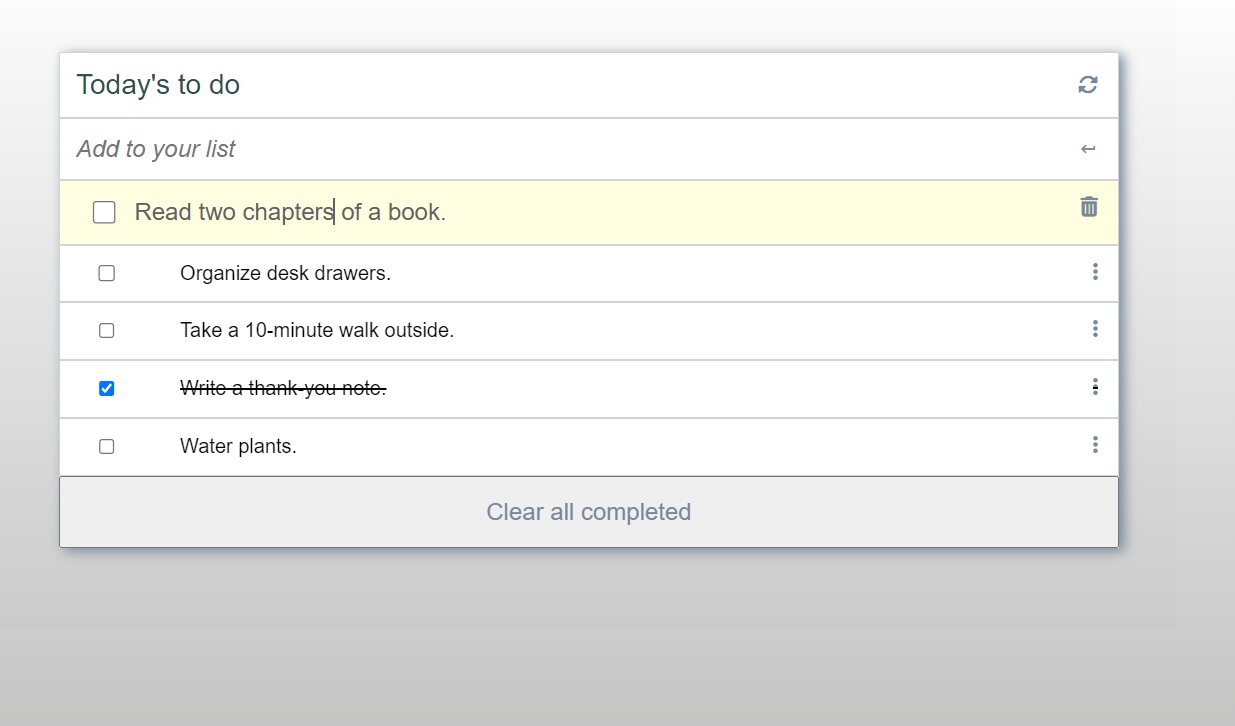 Today's to do
Add to your list
Read two chapters of a book.
Organize desk drawers.
Take a 10-minute walk outside.
Write a thank-you note.
Water plants.
Clear all completed